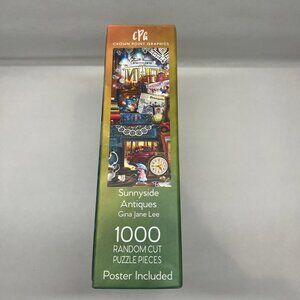 CPG
CROWN POINT GRAPHICS
Sunnyside
Antiques
Gina Jane Lee
1000
RANDOM CUT
PUZZLE PIECES
Poster Included